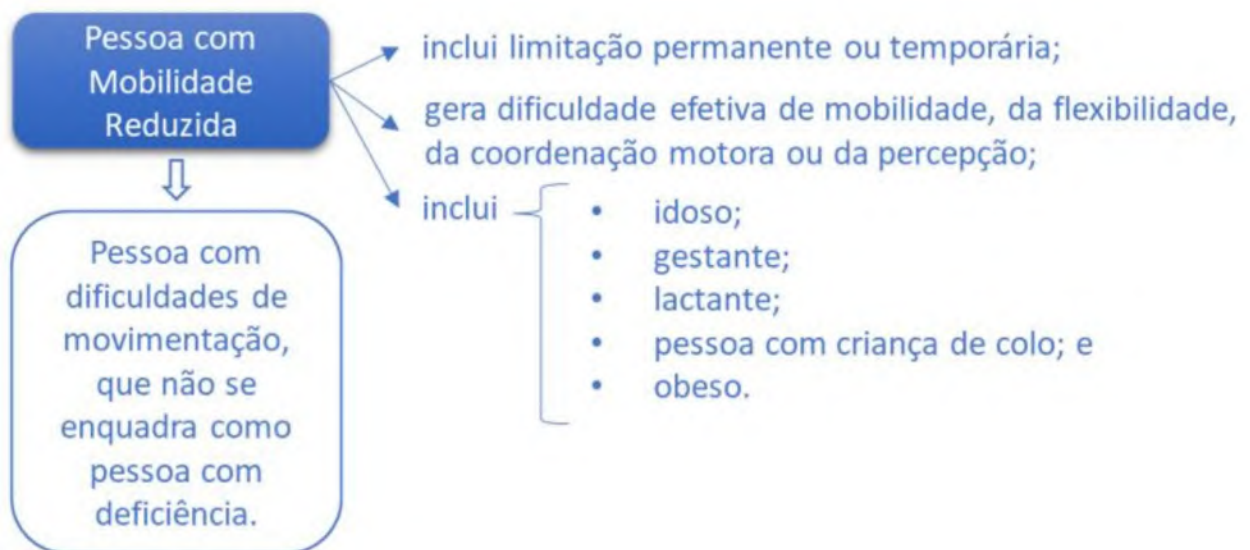 Pessoa com
Mobilidade
Reduzida
inclui limitação permanente ou temporária;
gera dificuldade efetiva de mobilidade, da flexibilidade,
da coordenação motora ou da percepção;
inclui
• idoso;
• gestante;
• lactante;
• pessoa com criança de colo; e
• obeso.
Pessoa com
dificuldades de
movimentação,
que não se
enquadra como
pessoa com
deficiência.